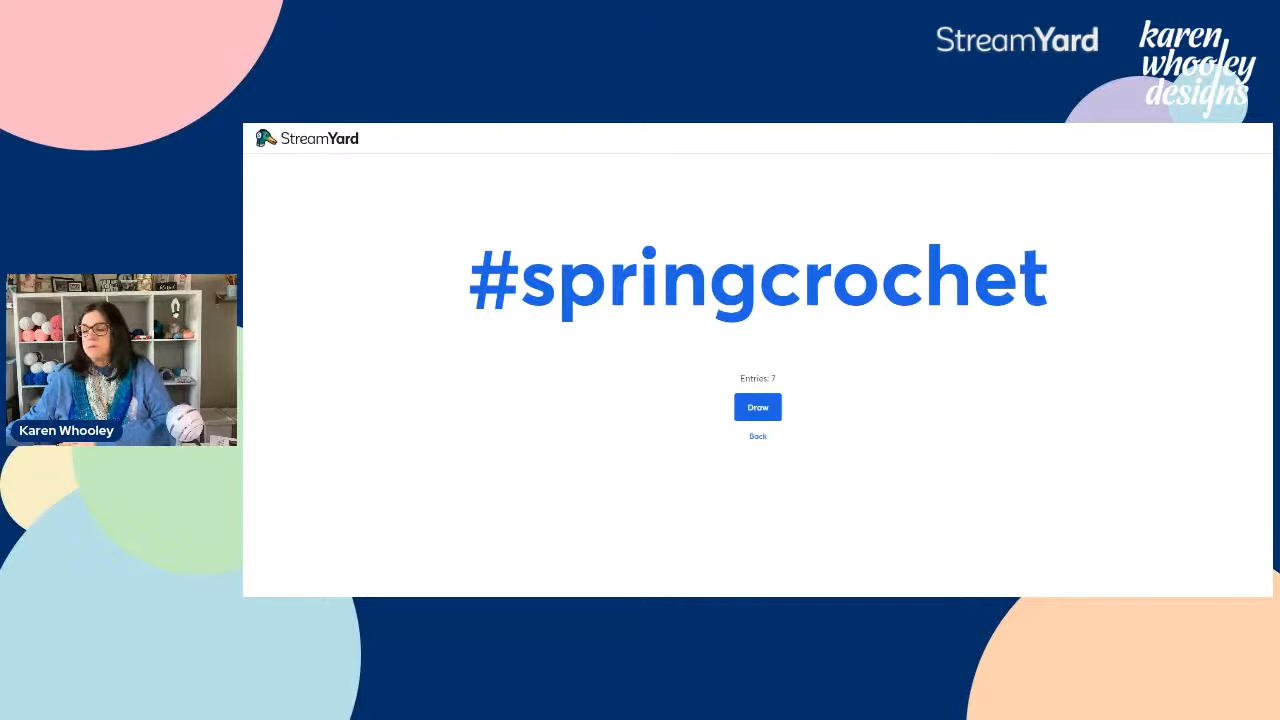 StreamYard
karen
whooley
designs
StreamYard
#springcrochet
Entries: 7
Draw
Back
Karen Whooley